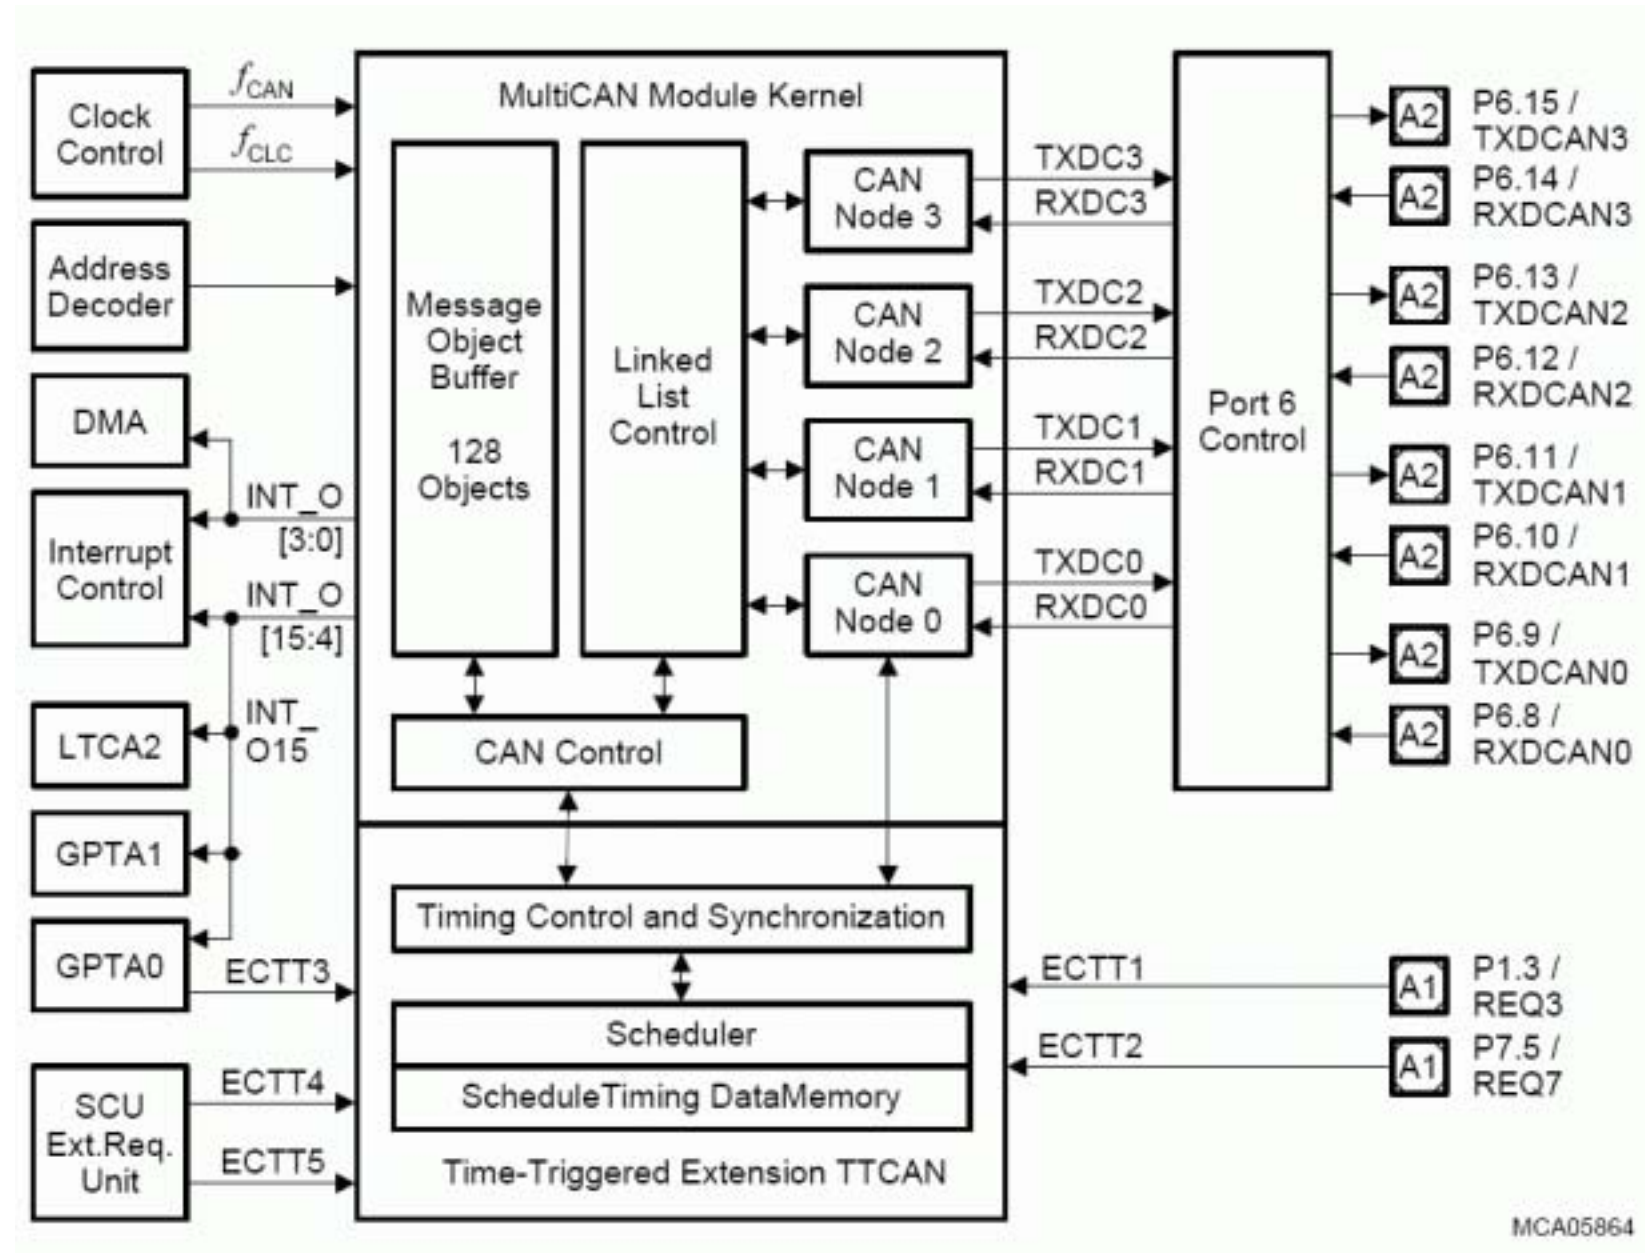 Clock
Control
fCAN
fCLC
Address
Decoder
DMA
INT_O
[3:0]
Interrupt
Control
INT_O
[15:4]
LTCA2
INT_
O15
GPTA1
GPTA0
ECTT3
SCU
Ext.Req.
Unit
ECTT4
ECTT5
MultiCAN Module Kernel
Message
Object
Buffer
128
Objects
Linked
List
Control
CAN
Node 3
CAN
Node 2
CAN
Node 1
CAN
Node 0
CAN Control
Timing Control and Synchronization
Scheduler
ScheduleTiming DataMemory
Time-Triggered Extension TTCAN
TXDC3
RXDC3
TXDC2
RXDC2
TXDC1
RXDC1
TXDC0
RXDC0
Port 6
Control
A2
P6.15 /
TXDCAN3
A2
P6.14 /
RXDCAN3
A2
P6.13 /
TXDCAN2
A2
P6.12 /
RXDCAN2
A2
P6.11 /
TXDCAN1
A2
P6.10 /
RXDCAN1
A2
P6.9 /
TXDCAN0
A2
P6.8 /
RXDCAN0
ECTT1
A1
P1.3 /
REQ3
ECTT2
A1
P7.5 /
REQ7
MCA05864